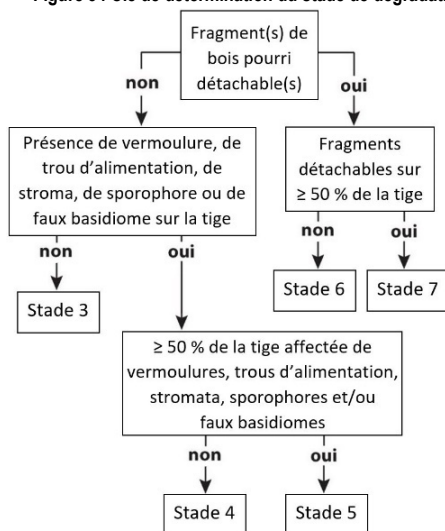 Fragment(s) de
bois pourri
détachable(s)
non
oui
Présence de vermoulure, de
trou d'alimentation, de
stroma, de sporophore ou de
faux basidiome sur la tige
Fragments
détachables sur
≥ 50 % de la tige
non
oui
non
oui
Stade 3
Stade 6
Stade 7
≥ 50 % de la tige affectée de
vermoulures, trous d'alimentation,
stromata, sporophores et/ou
faux basidiomes
non
oui
Stade 4
Stade 5